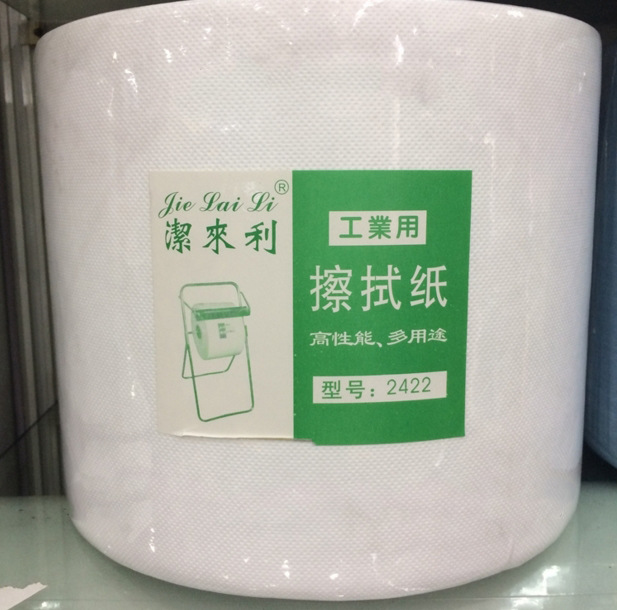 Jie Lai Li®
潔來利
工業用
擦拭纸
高性能、多用途
型号：2422